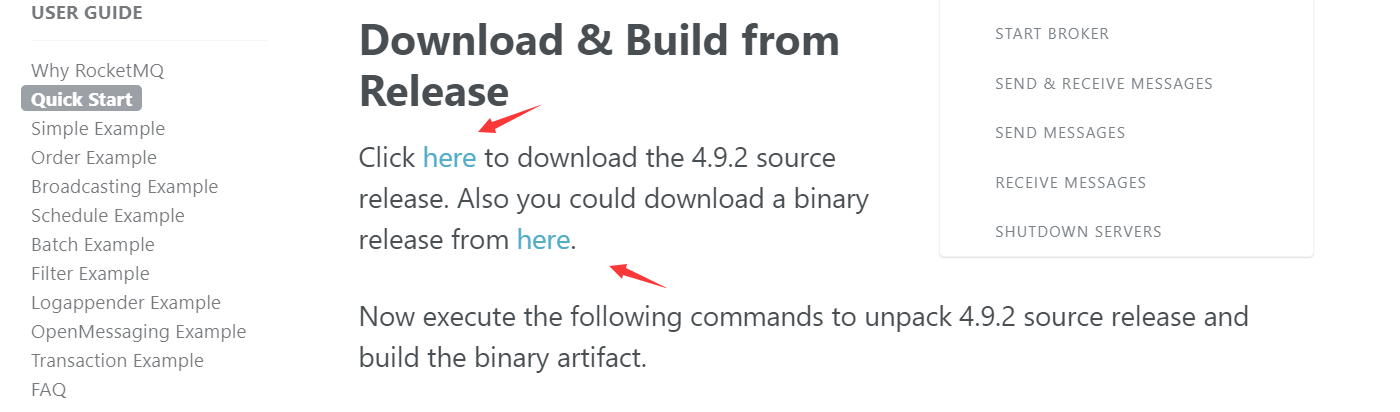 USER GUIDE
Why RocketMQ
Quick Start
Simple Example
Order Example
Broadcasting Example
Schedule Example
Batch Example
Filter Example
Logappender Example
OpenMessaging Example
Transaction Example
FAQ
Download & Build from
Release
Click here to download the 4.9.2 source
release. Also you could download a binary
release from here.
Now execute the following commands to unpack 4.9.2 source release and
build the binary artifact.
START BROKER
SEND & RECEIVE MESSAGES
SEND MESSAGES
RECEIVE MESSAGES
SHUTDOWN SERVERS